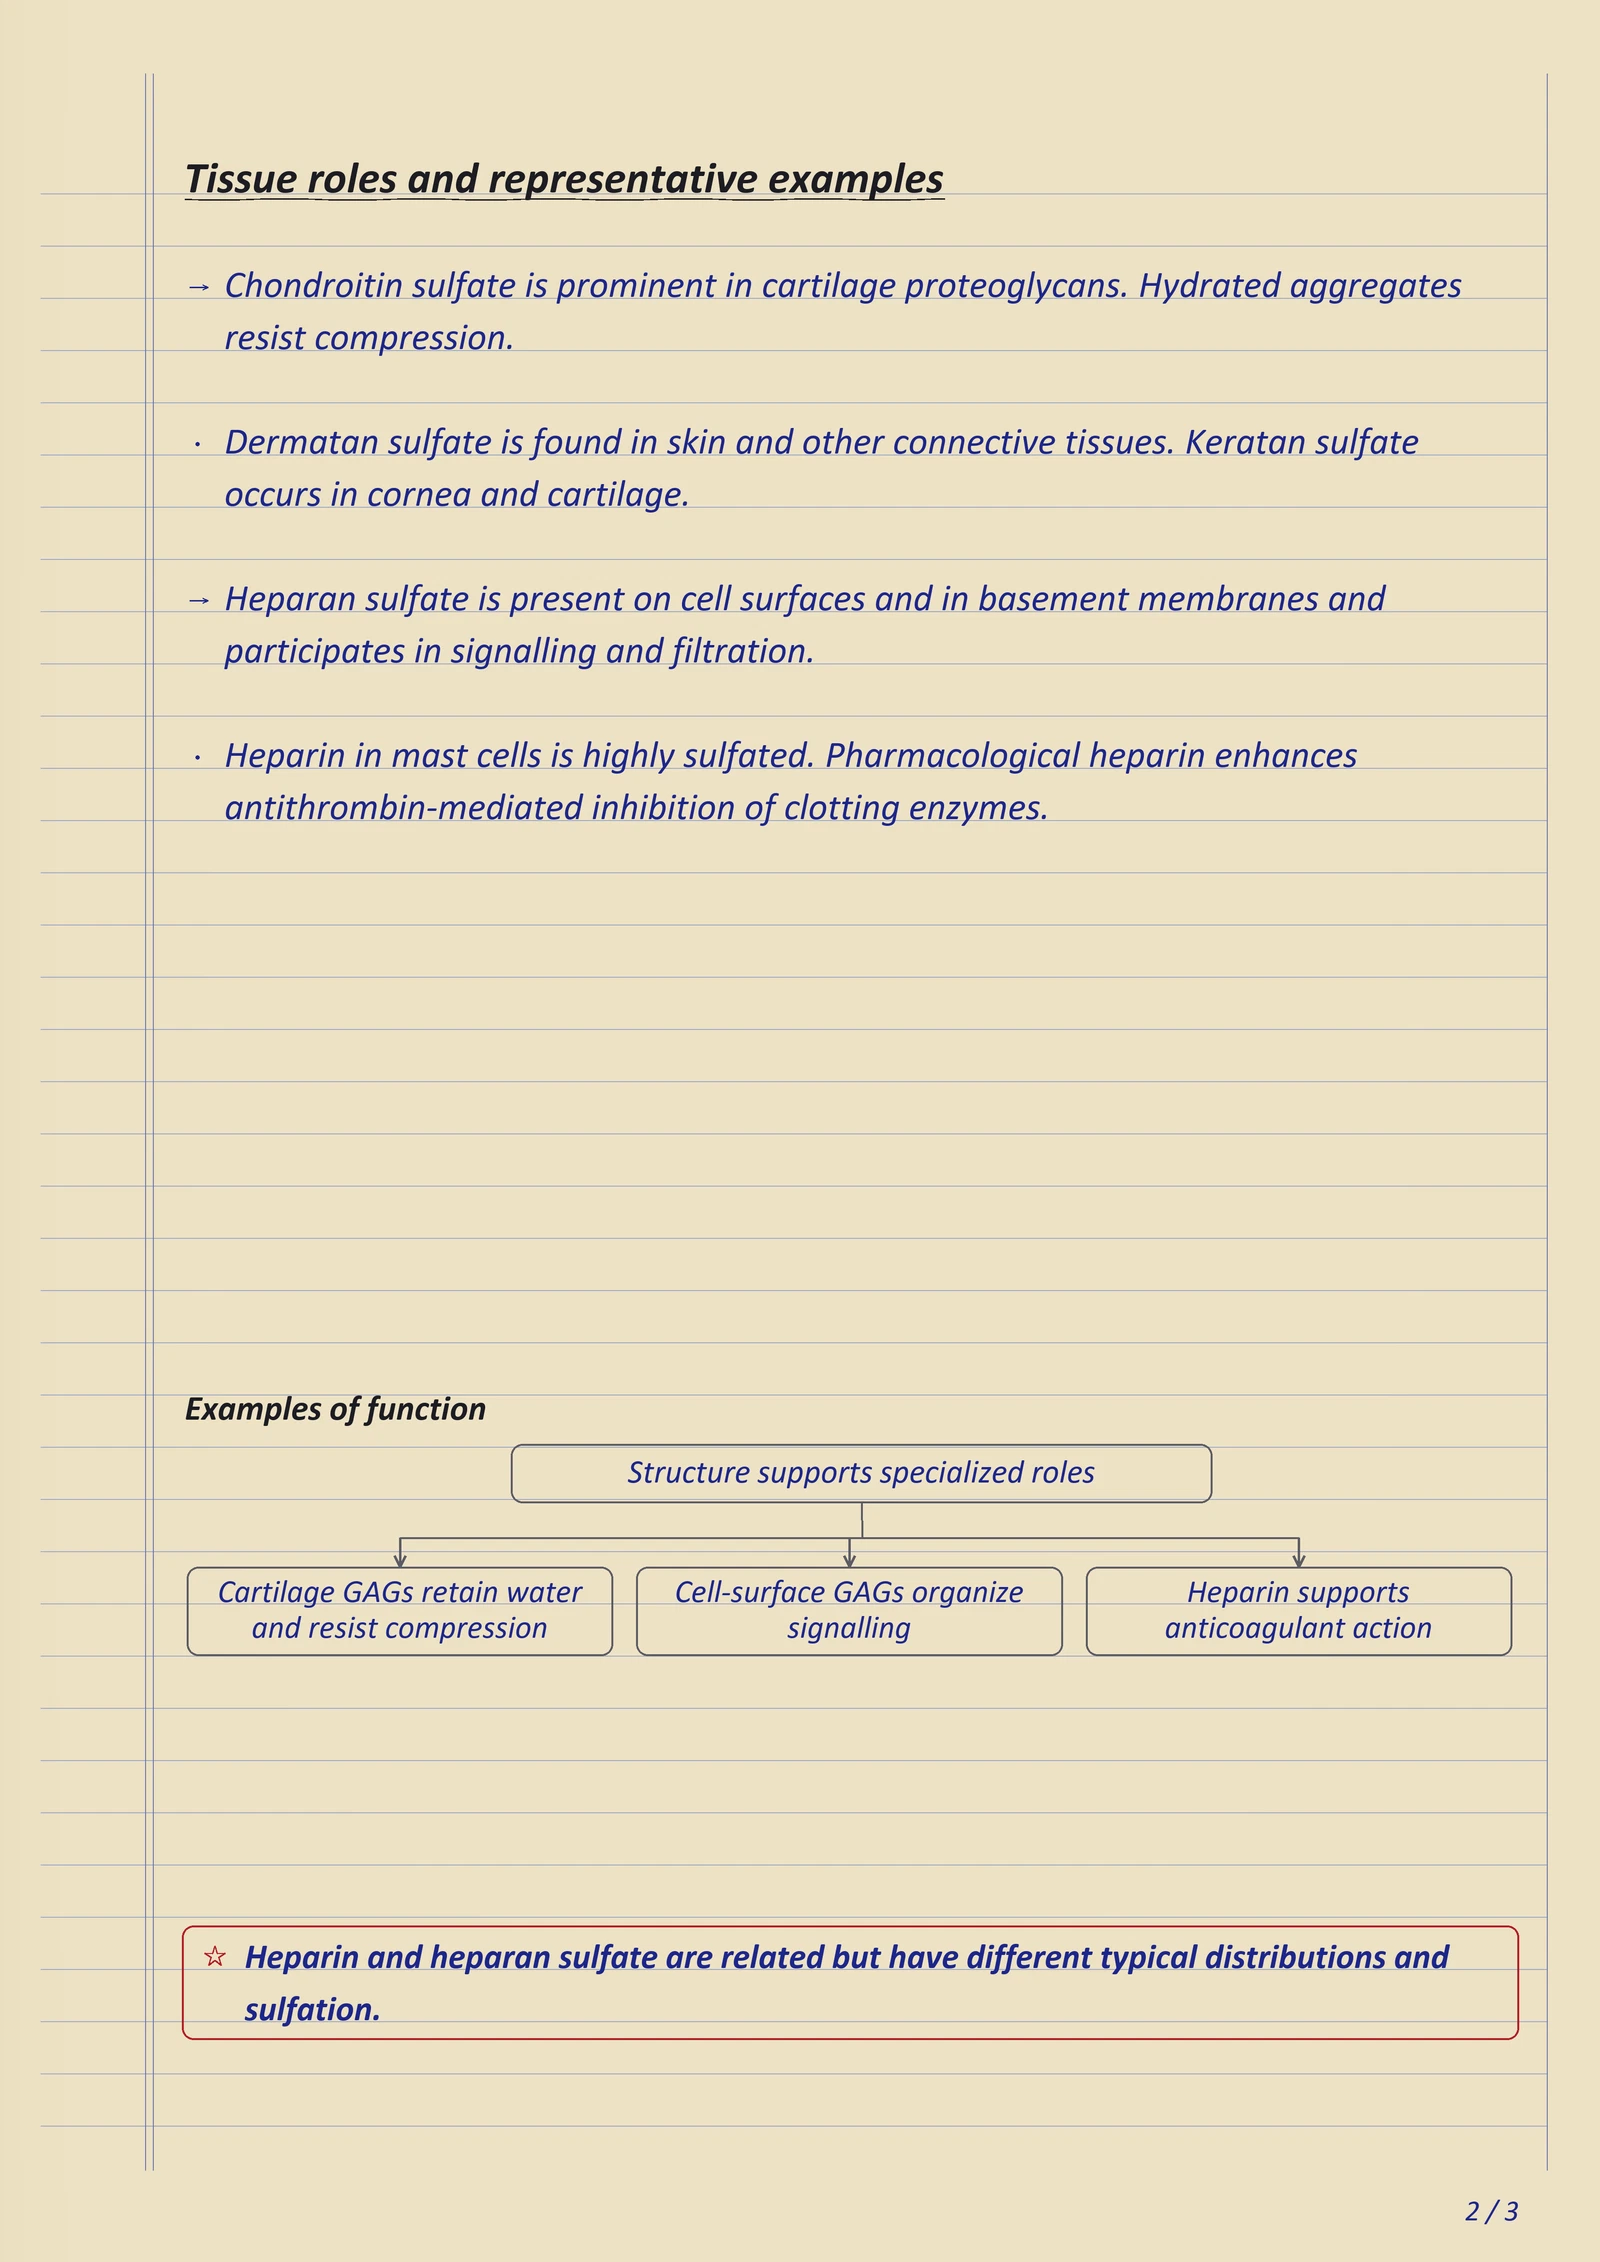 Tissue roles and representative examples
→ Chondroitin sulfate is prominent in cartilage proteoglycans. Hydrated aggregates
resist compression.
· Dermatan sulfate is found in skin and other connective tissues. Keratan sulfate
occurs in cornea and cartilage.
→ Heparan sulfate is present on cell surfaces and in basement membranes and
participates in signalling and filtration.
· Heparin in mast cells is highly sulfated. Pharmacological heparin enhances
antithrombin-mediated inhibition of clotting enzymes.
Examples of function
Structure supports specialized roles
Cartilage GAGs retain water
and resist compression
Cell-surface GAGs organize
signalling
Heparin supports
anticoagulant action
☆ Heparin and heparan sulfate are related but have different typical distributions and
sulfation.
2 / 3